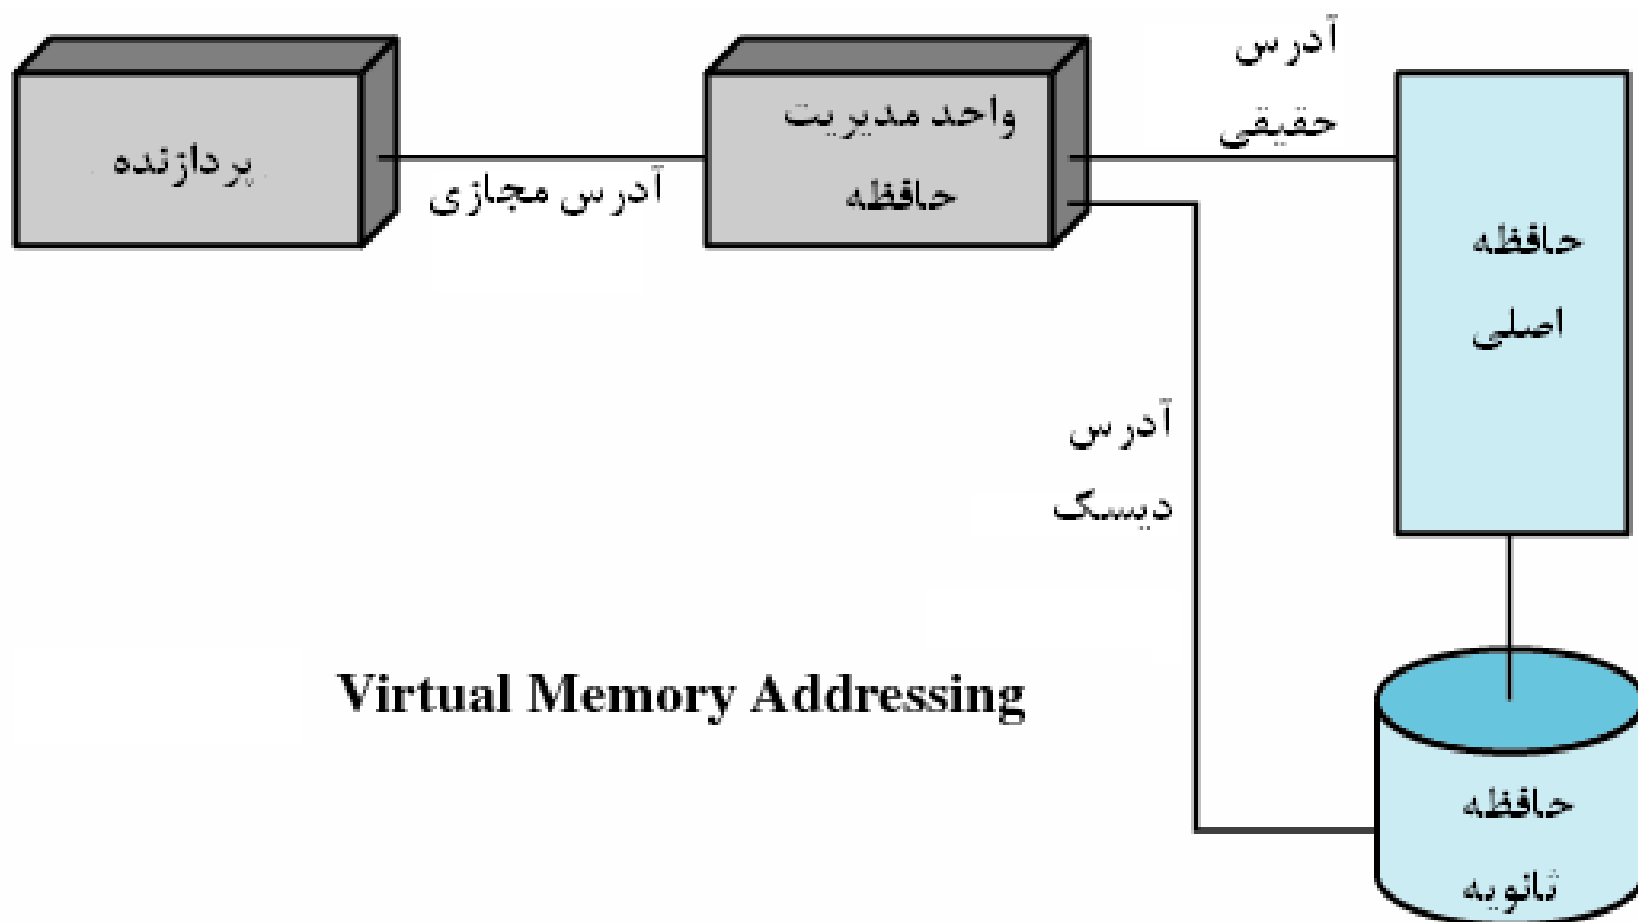 پردازنده
آدرس مجازی
واحد مدیریت
حافظه
آدرس
حقیقی
حافظه
اصلی
آدرس
دیسک
Virtual Memory Addressing
حافظه
ثانویه